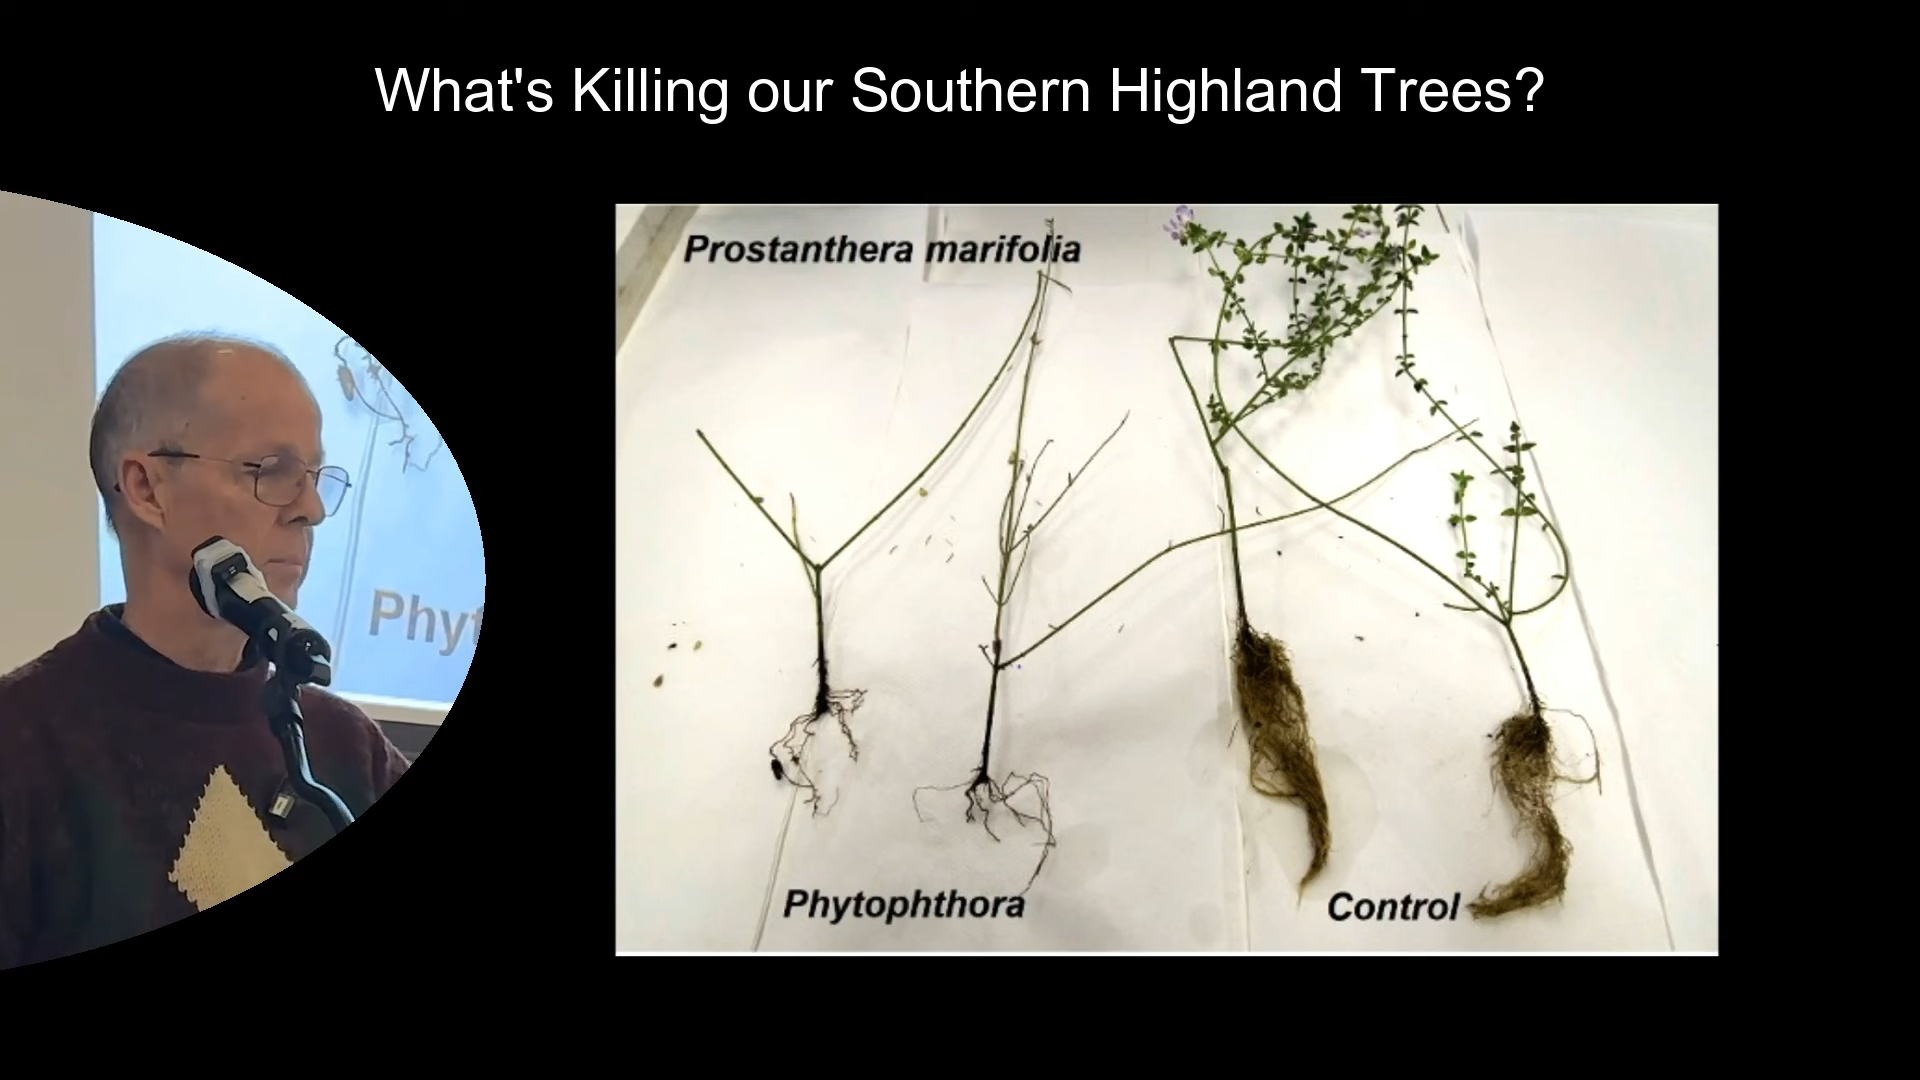 What's Killing our Southern Highland Trees?
Prostanthera marifolia
Phyt
Phytophthora
Control